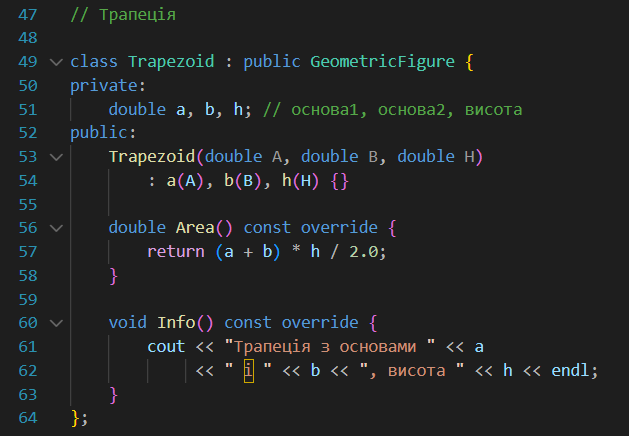 47 // Трапеція
48
49 class Trapezoid : public GeometricFigure {
50 private:
51     double a, b, h; // основа1, основа2, висота
52 public:
53     Trapezoid(double A, double B, double H)
54         : a(A), b(B), h(H) {}
55
56     double Area() const override {
57         return (a + b) * h / 2.0;
58     }
59
60     void Info() const override {
61         cout << "Трапеція з основами " << a
62              << " і " << b << ", висота " << h << endl;
63     }
64 };